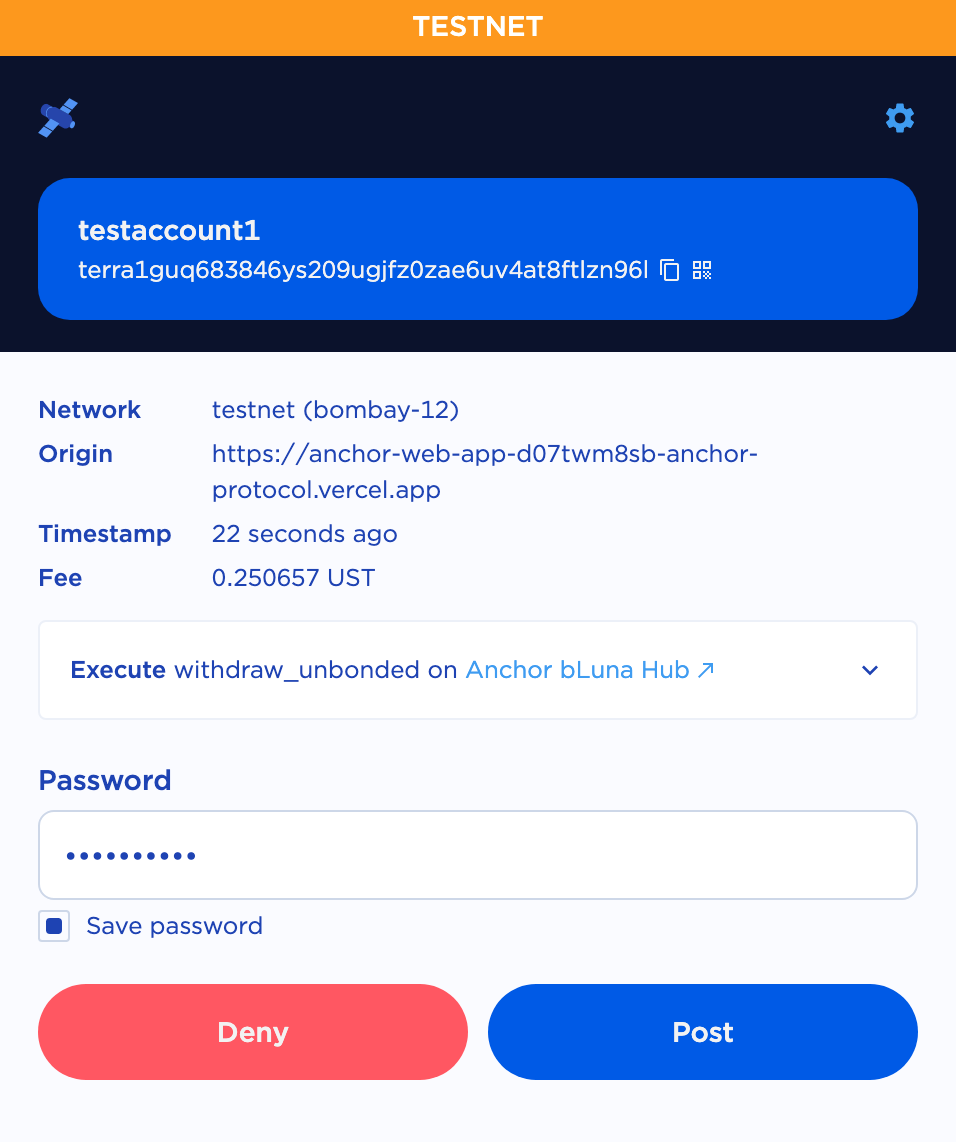 TESTNET
testaccount1
terra1guq683846ys209ugjfz0zae6uv4at8ftlzn96l
Network testnet (bombay-12)
Origin https://anchor-web-app-d07twm8sb-anchor-
protocol.vercel.app
Timestamp 22 seconds ago
Fee 0.250657 UST
Execute withdraw_unbonded on Anchor bLuna Hub
Password
••••••••••
Save password
Deny Post